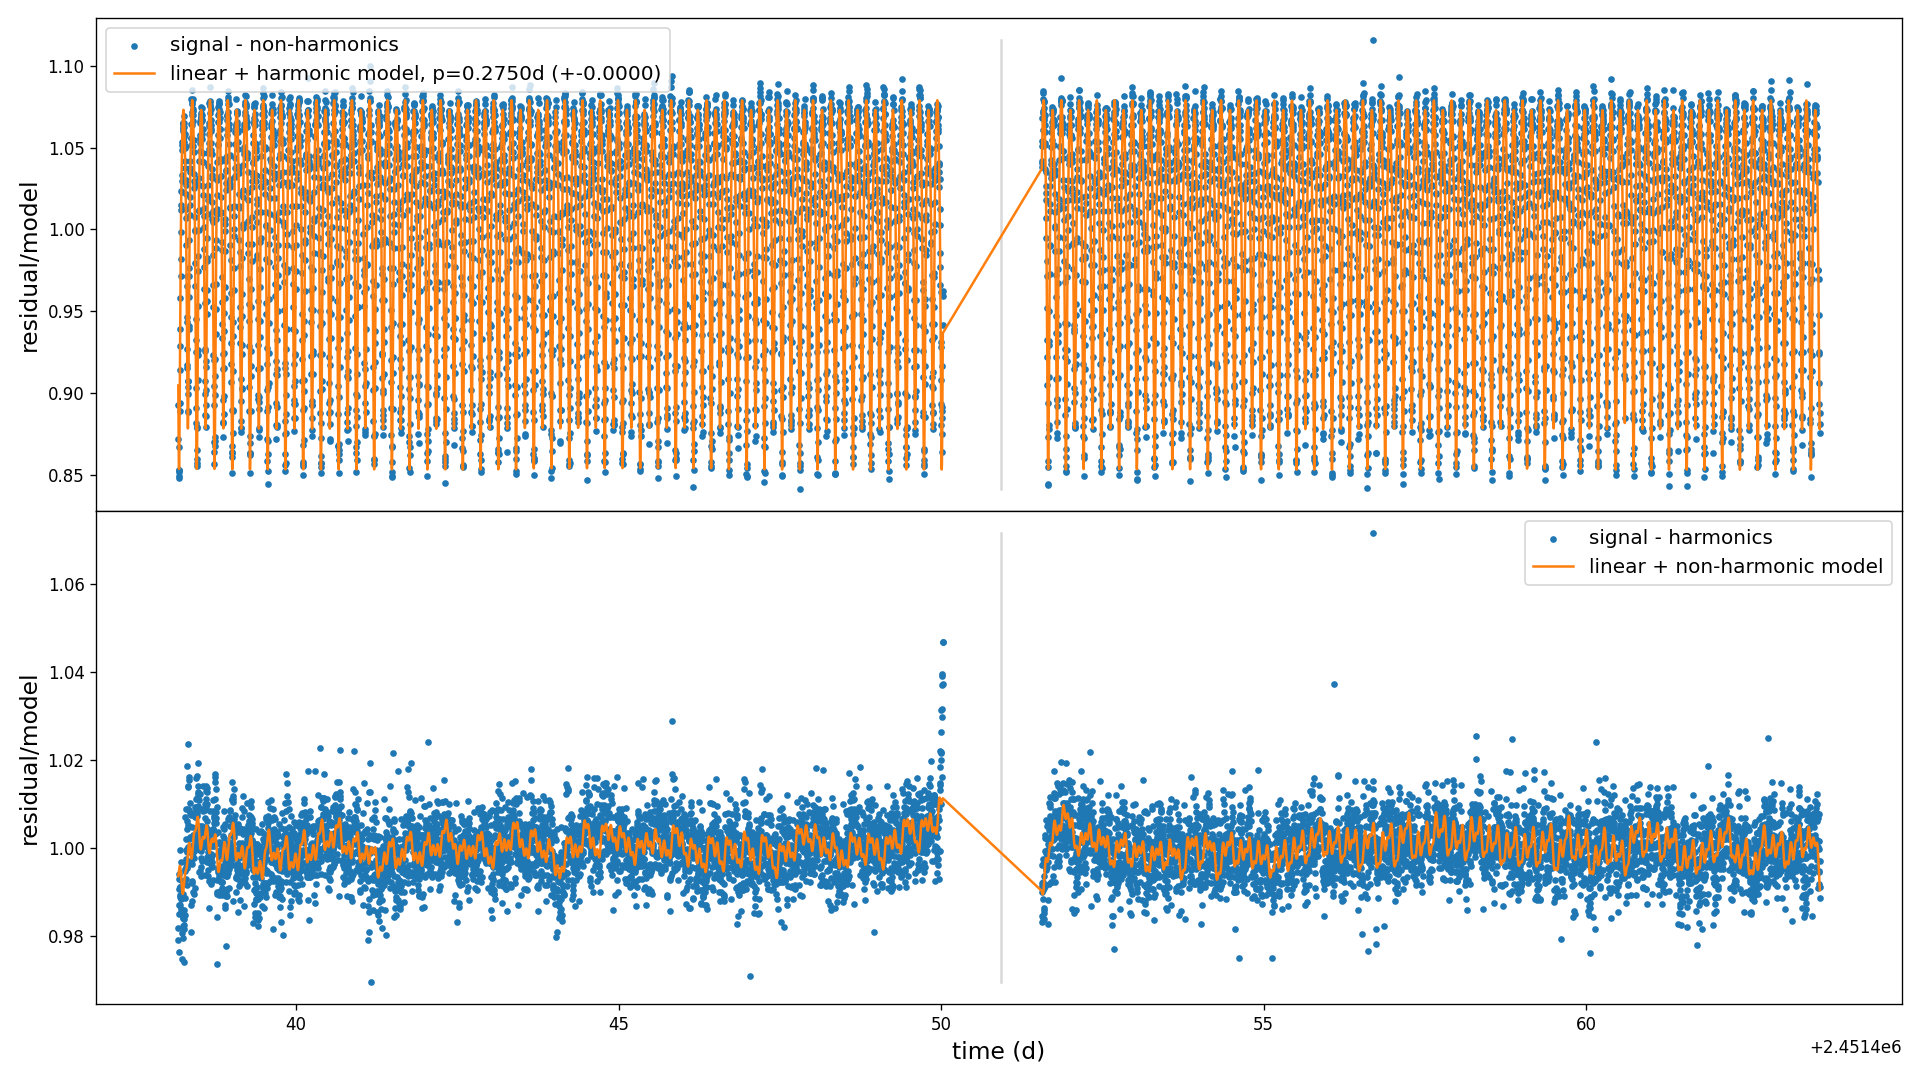 signal - non-harmonics
linear + harmonic model, p=0.2750d (+-0.0000)
1.10
1.05
1.00
0.95
0.90
0.85
residual/model
signal - harmonics
linear + non-harmonic model
1.06
1.04
1.02
1.00
0.98
residual/model
40
45
50
55
60
time (d)
+2.4514e6